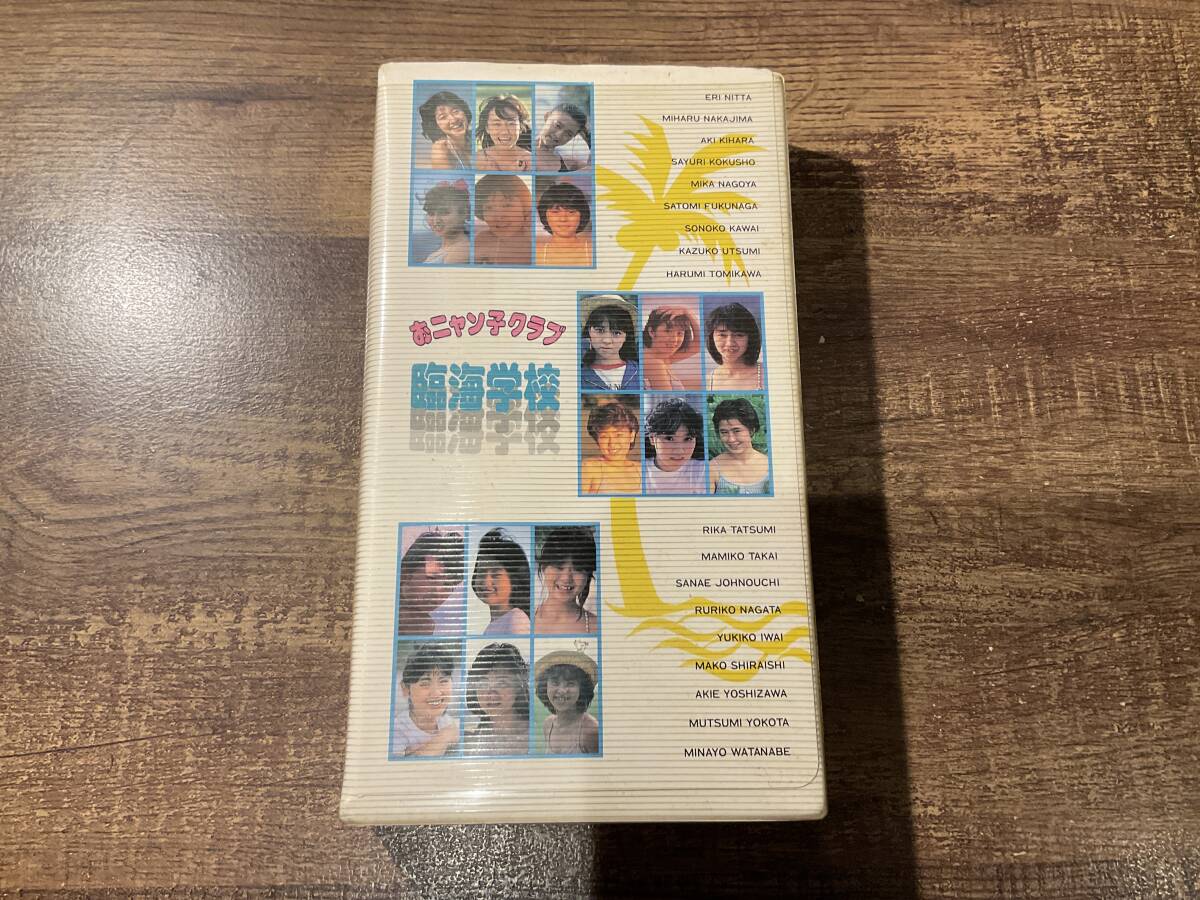 ERI NITTA
MIHARU NAKAJIMA
AKI KIHARA
SAYURI KOKUSHO
MIKA NAGOYA
SATOMI FUKUNAGA
SONOKO KAWAI
KAZUKO UTSUMI
HARUMI TOMIKAWA
おニャン子クラブ
臨海学校
RIKA TATSUMI
MAMIKO TAKAI
SANAE JOHNOUCHI
RURIKO NAGATA
YUKIKO IWAI
MAKO SHIRAISHI
AKIE YOSHIZAWA
MUTSUMI YOKOTA
MINAYO WATANABE